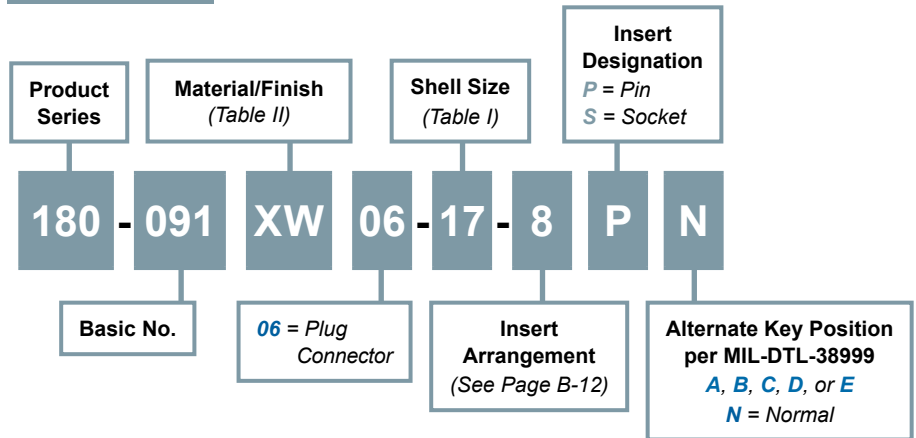 Product
Series
Material/Finish
(Table II)
Shell Size
(Table I)
Insert
Designation
P = Pin
S = Socket
180 - 091 XW 06 - 17 - 8 P N
Basic No.
06 = Plug
Connector
Insert
Arrangement
(See Page B-12)
Alternate Key Position
per MIL-DTL-38999
A, B, C, D, or E
N = Normal